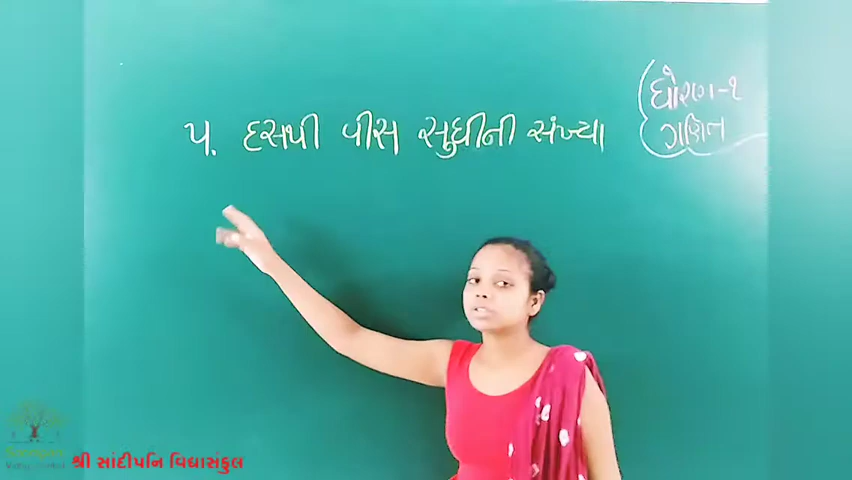 ૫. દસથી વીસ સુધીની સંખ્યા
ધોરણ-૧
ગણિત
શ્રી સાંદીપનિ વિદ્યાસંકુલ